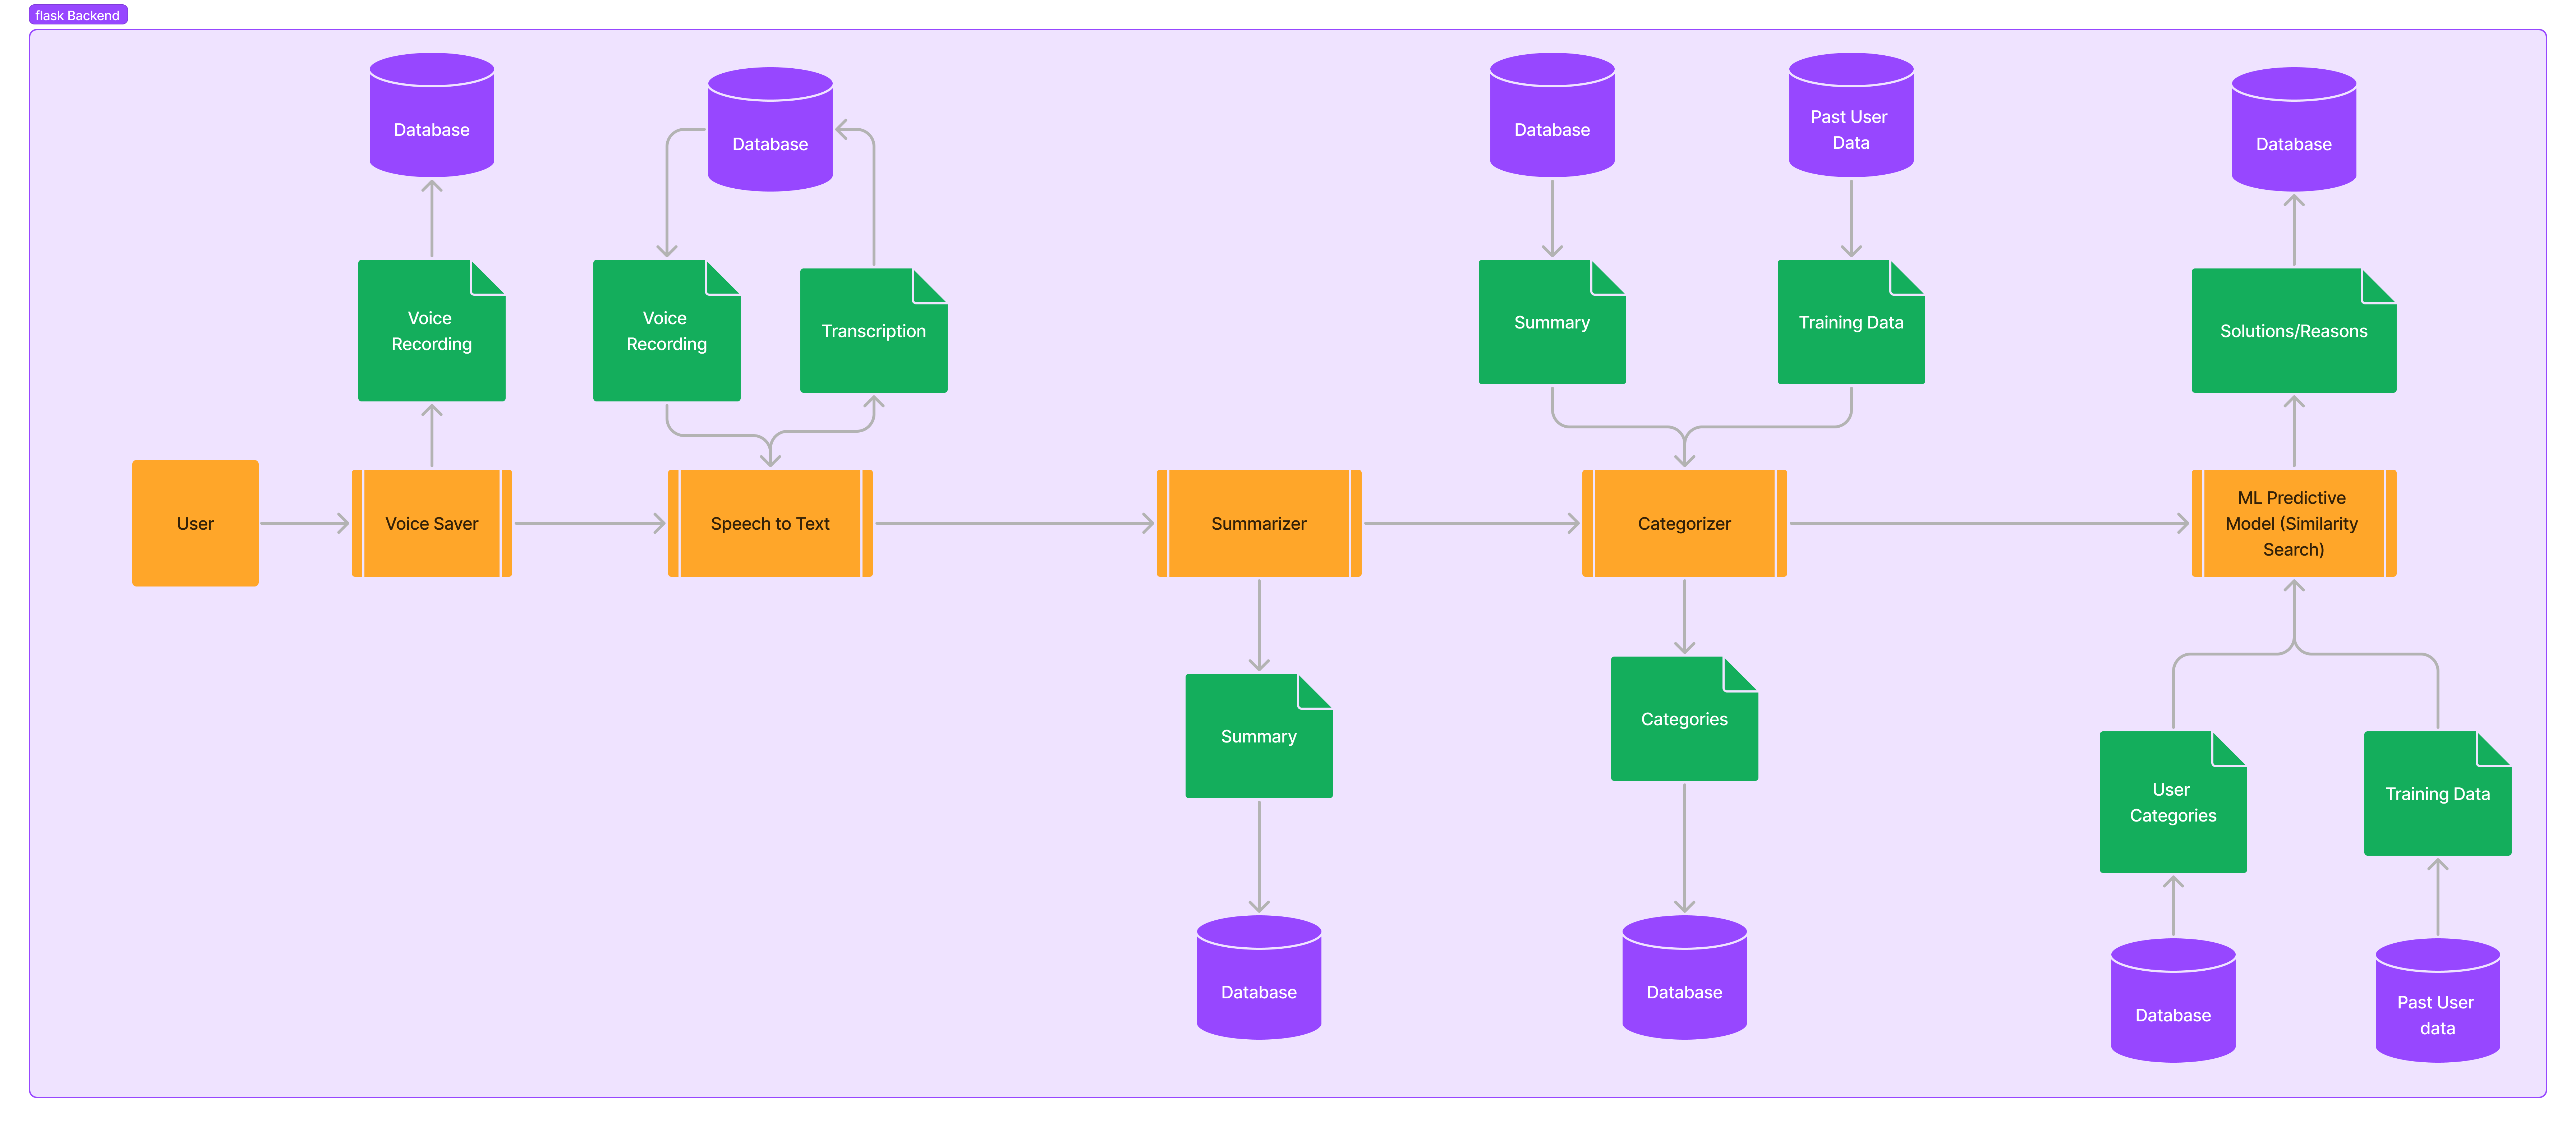 flask Backend
Database
Database
Database
Past User
Data
Database
Voice
Recording
Voice
Recording
Transcription
Summary
Training Data
Solutions/Reasons
User
Voice Saver
Speech to Text
Summarizer
Categorizer
ML Predictive
Model (Similarity
Search)
Summary
Categories
User
Categories
Training Data
Database
Database
Database
Past User
data